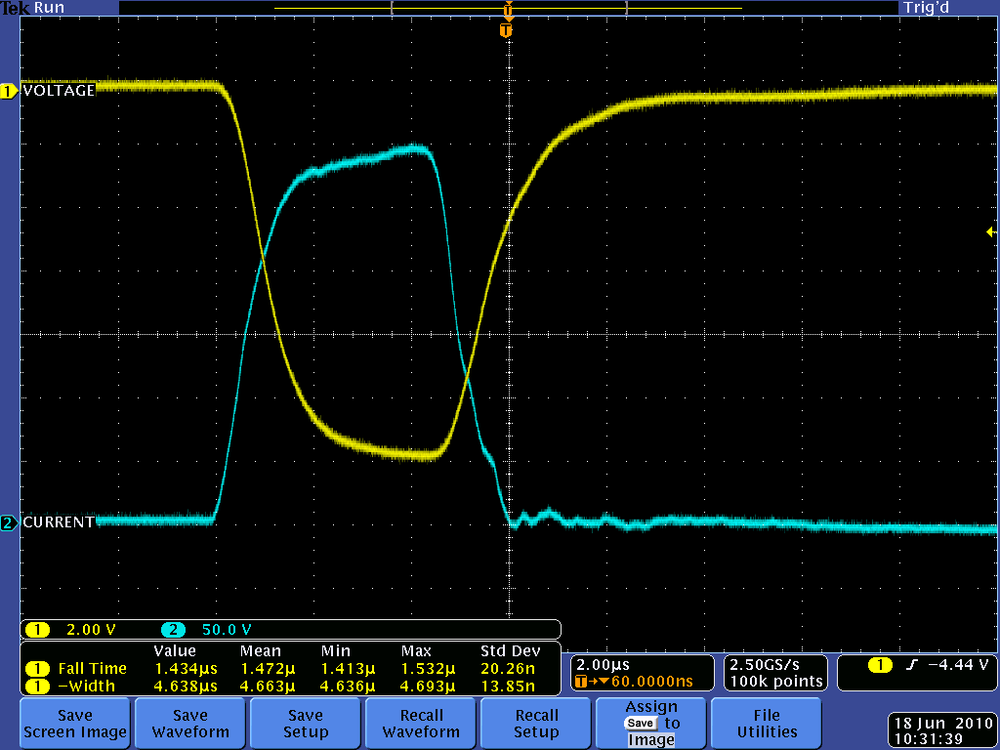 Tek Run Trig'd
T
T
1 VOLTAGE
2 CURRENT
1 2.00 V 2 50.0 V
Value Mean Min Max Std Dev
1 Fall Time 1.434µs 1.472µ 1.413µ 1.532µ 20.26n
1 −Width 4.638µs 4.663µ 4.636µ 4.693µ 13.85n
2.00µs
T→▼60.0000ns
2.50GS/s
100k points
1 ƒ −4.44 V
Save
Screen Image
Save
Waveform
Save
Setup
Recall
Waveform
Recall
Setup
Assign
Save to
Image
File
Utilities
18 Jun 2010
10:31:39